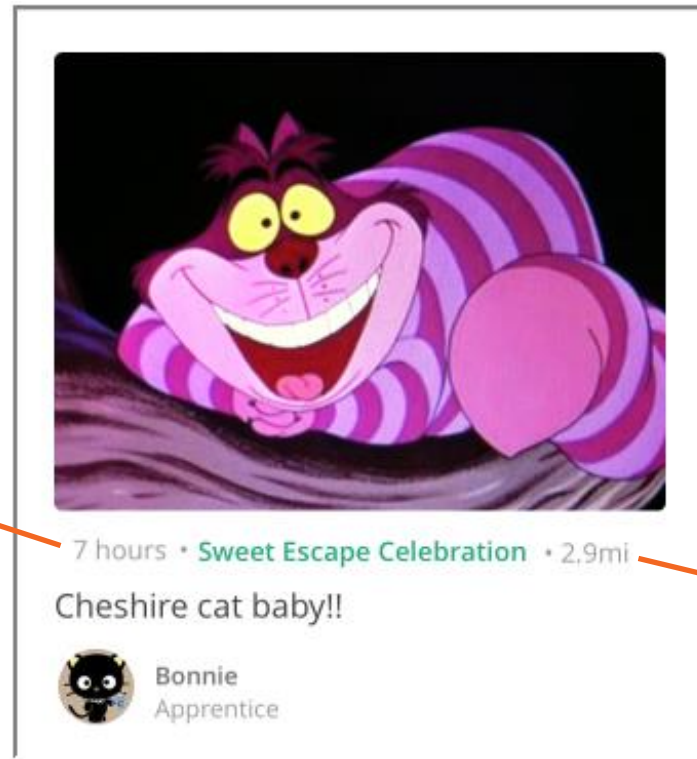 7 hours • Sweet Escape Celebration • 2.9mi
Cheshire cat baby!!
Bonnie
Apprentice